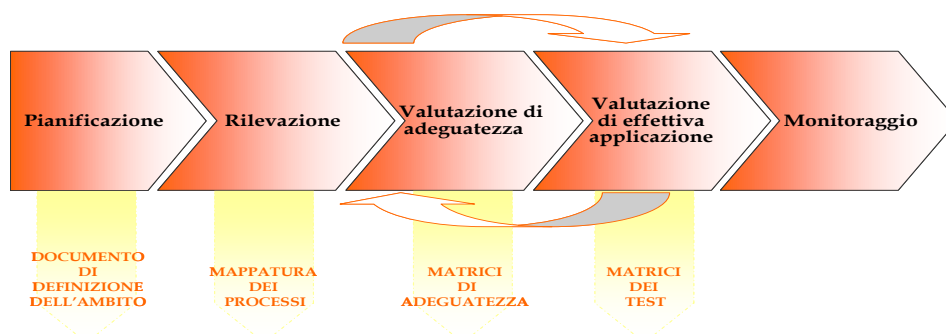 Pianificazione
Rilevazione
Valutazione di
adeguatezza
Valutazione
di effettiva
applicazione
Monitoraggio
DOCUMENTO
DI
DEFINIZIONE
DELL'AMBITO
MAPPATURA
DEI
PROCESSI
MATRICI
DI
ADEGUATEZZA
MATRICI
DEI
TEST